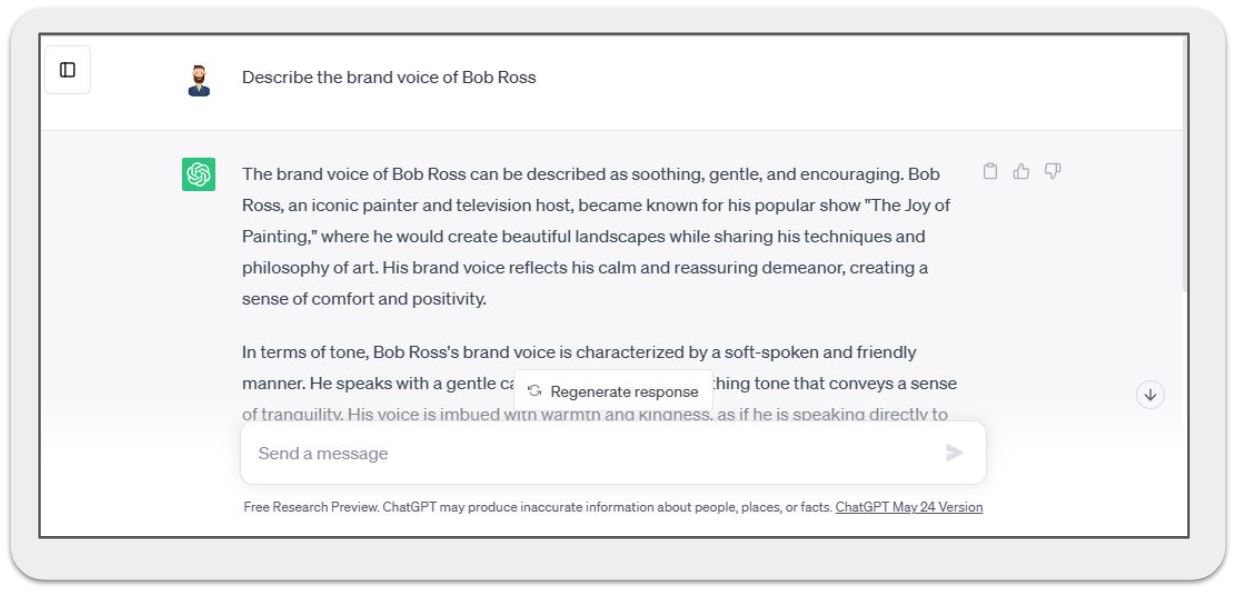 Describe the brand voice of Bob Ross
The brand voice of Bob Ross can be described as soothing, gentle, and encouraging. Bob
Ross, an iconic painter and television host, became known for his popular show "The Joy of
Painting," where he would create beautiful landscapes while sharing his techniques and
philosophy of art. His brand voice reflects his calm and reassuring demeanor, creating a
sense of comfort and positivity.
In terms of tone, Bob Ross's brand voice is characterized by a soft-spoken and friendly
manner. He speaks with a gentle ca thing tone that conveys a sense
Regenerate response
of tranquility. His voice is imbued with warmth and kindness, as if he is speaking directly to
Send a message
Free Research Preview. ChatGPT may produce inaccurate information about people, places, or facts. ChatGPT May 24 Version